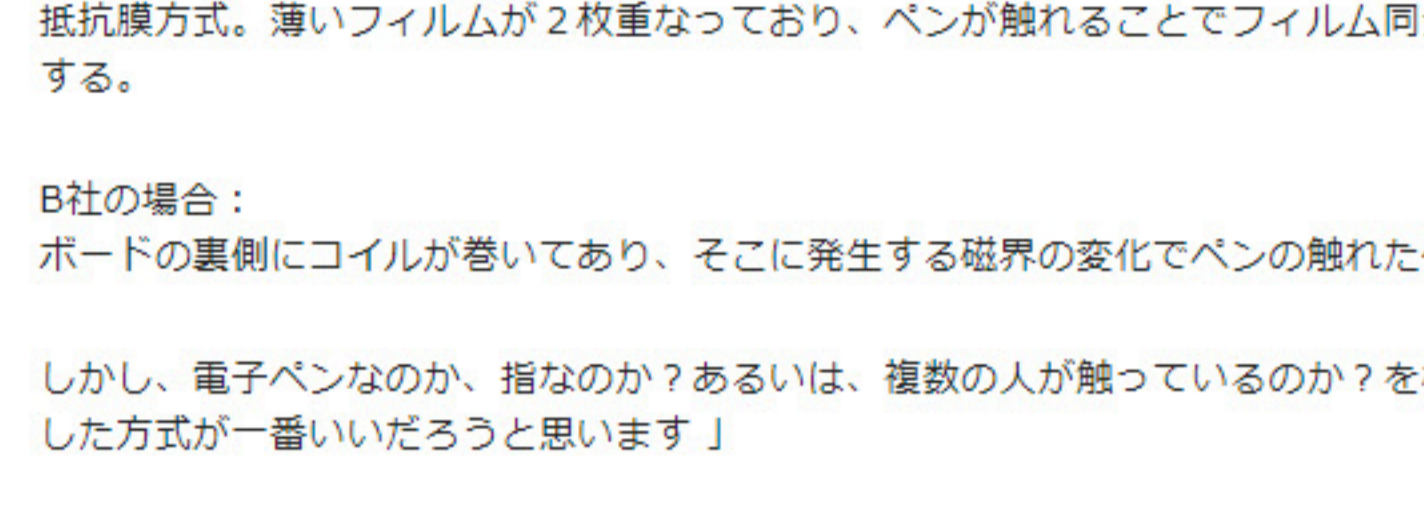 抵抗膜方式。薄いフィルムが２枚重なっており、ペンが触れることでフィルム同
する。
B社の場合：
ボードの裏側にコイルが巻いてあり、そこに発生する磁界の変化でペンの触れた
しかし、電子ペンなのか、指なのか？あるいは、複数の人が触っているのか？を
した方式が一番いいだろうと思います 」